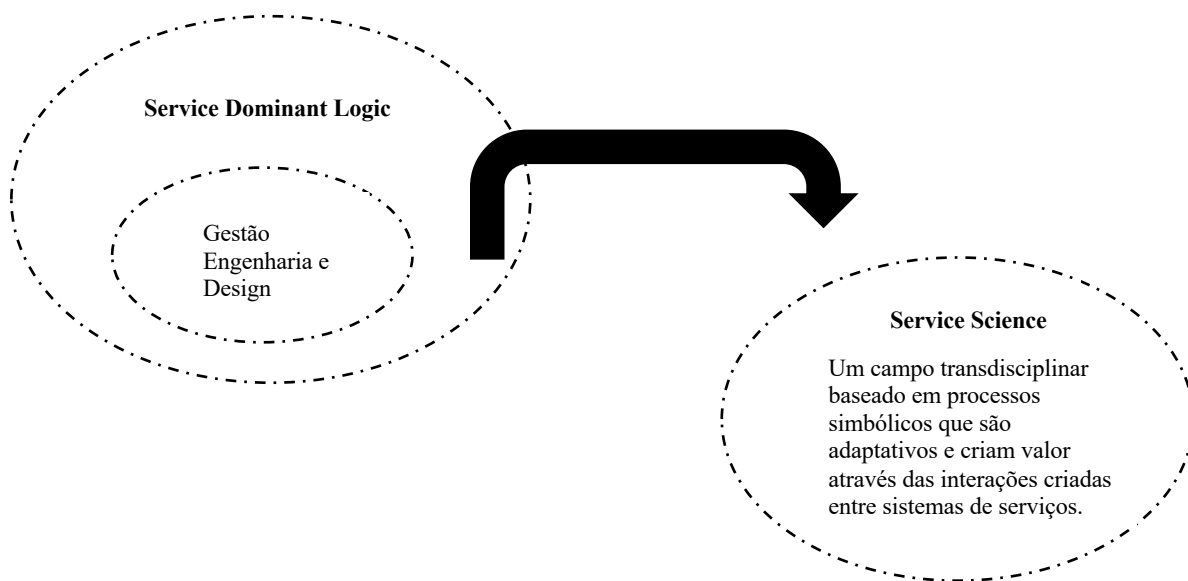 Service Dominant Logic
Gestão
Engenharia e
Design
Service Science
Um campo transdisciplinar
baseado em processos
simbólicos que são
adaptativos e criam valor
através das interações criadas
entre sistemas de serviços.